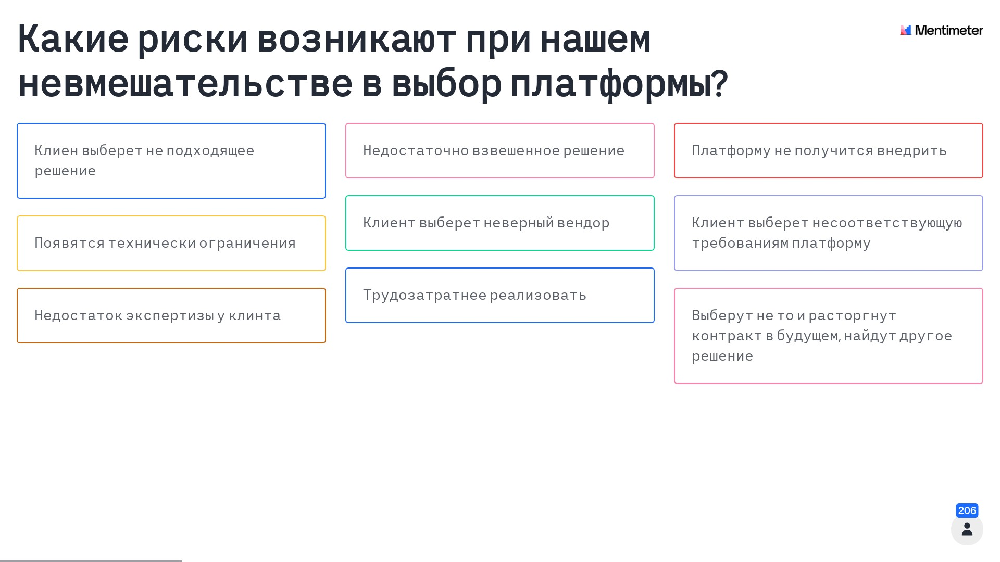 Какие риски возникают при нашем
невмешательстве в выбор платформы?
Mentimeter
Клиен выберет не подходящее
решение
Появятся технически ограничения
Недостаток экспертизы у клинта
Недостаточно взвешенное решение
Клиент выберет неверный вендор
Трудозатратнее реализовать
Платформу не получится внедрить
Клиент выберет несоответствующую
требованиям платформу
Выберут не то и расторгнут
контракт в будущем, найдут другое
решение
206